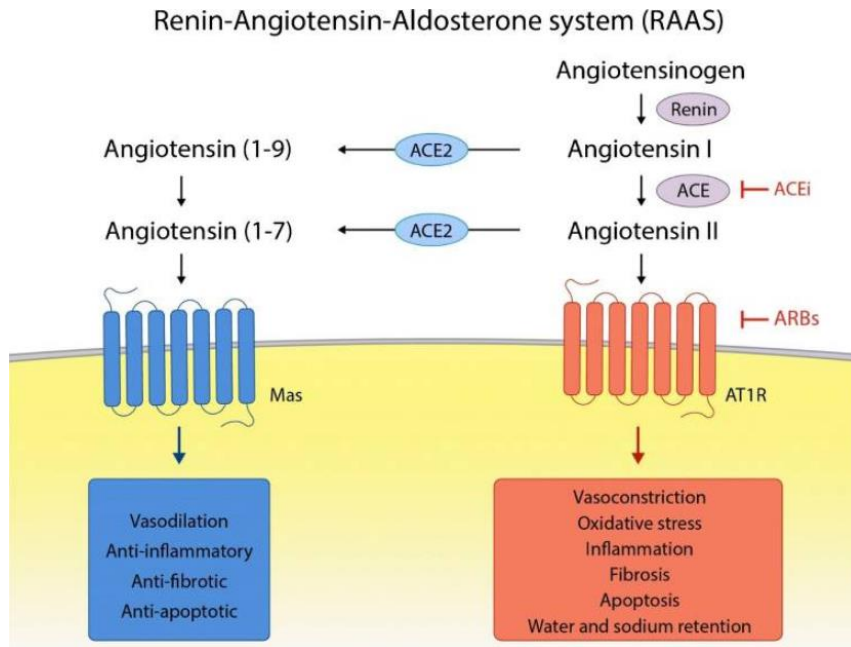 Renin-Angiotensin-Aldosterone system (RAAS)
Angiotensinogen
Renin
Angiotensin (1-9)
ACE2
Angiotensin I
ACE
ACEi
Angiotensin (1-7)
ACE2
Angiotensin II
ARBs
Mas
AT1R
Vasodilation
Anti-inflammatory
Anti-fibrotic
Anti-apoptotic
Vasoconstriction
Oxidative stress
Inflammation
Fibrosis
Apoptosis
Water and sodium retention